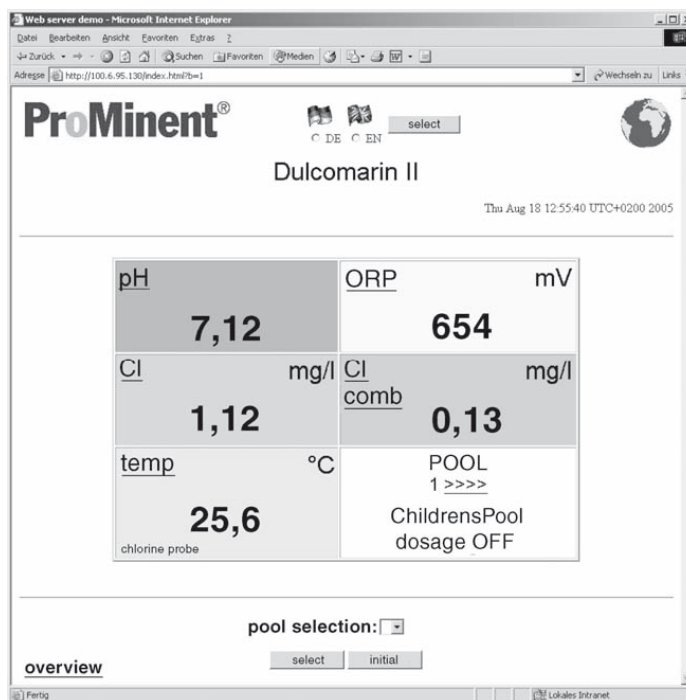 Web server demo - Microsoft Internet Explorer
Datei Bearbeiten Ansicht Favoriten Extras ?
Zurück Suchen Favoriten Medien
Adresse http://100.6.95.130/index.html?b=1 Wechseln zu Links
ProMinent®
DE EN select
Dulcomarin II
Thu Aug 18 12:55:40 UTC+0200 2005
pH
7,12
ORP mV
654
Cl mg/l
1,12
Cl mg/l
comb
0,13
temp °C
25,6
chlorine probe
POOL
1 >>>>
ChildrensPool
dosage OFF
pool selection:
select initial
overview
Fertig Lokales Intranet